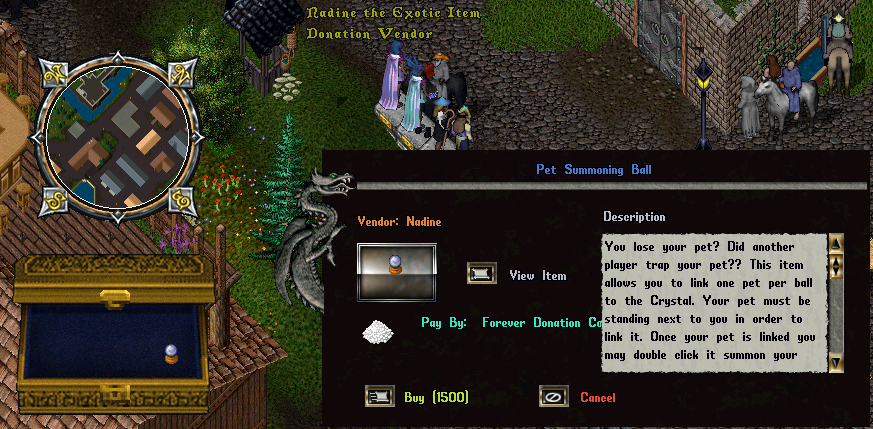 Nadine the Exotic Item
Donation Vendor
Pet Summoning Ball
Vendor: Nadine
Description
View Item
You lose your pet? Did another
player trap your pet?? This item
allows you to link one pet per ball
to the Crystal. Your pet must be
standing next to you in order to
link it. Once your pet is linked you
may double click it summon your
Pay By: Forever Donation Co
Buy (1500)
Cancel